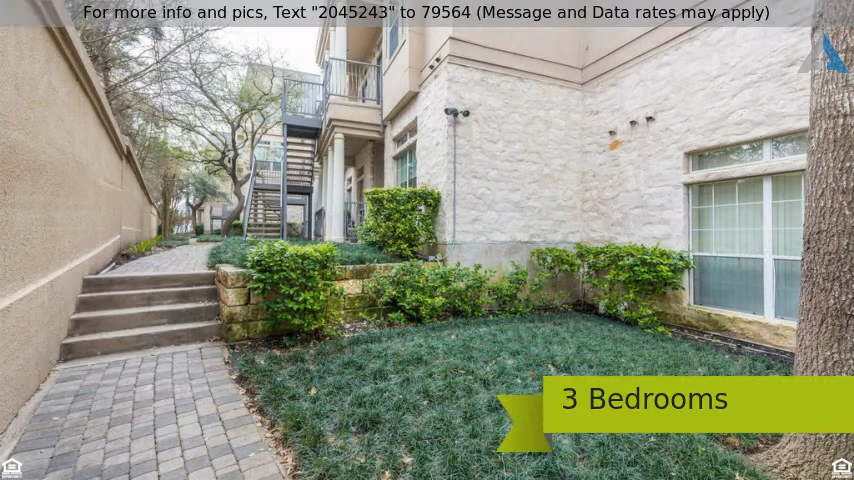 For more info and pics, Text "2045243" to 79564 (Message and Data rates may apply)
3 Bedrooms